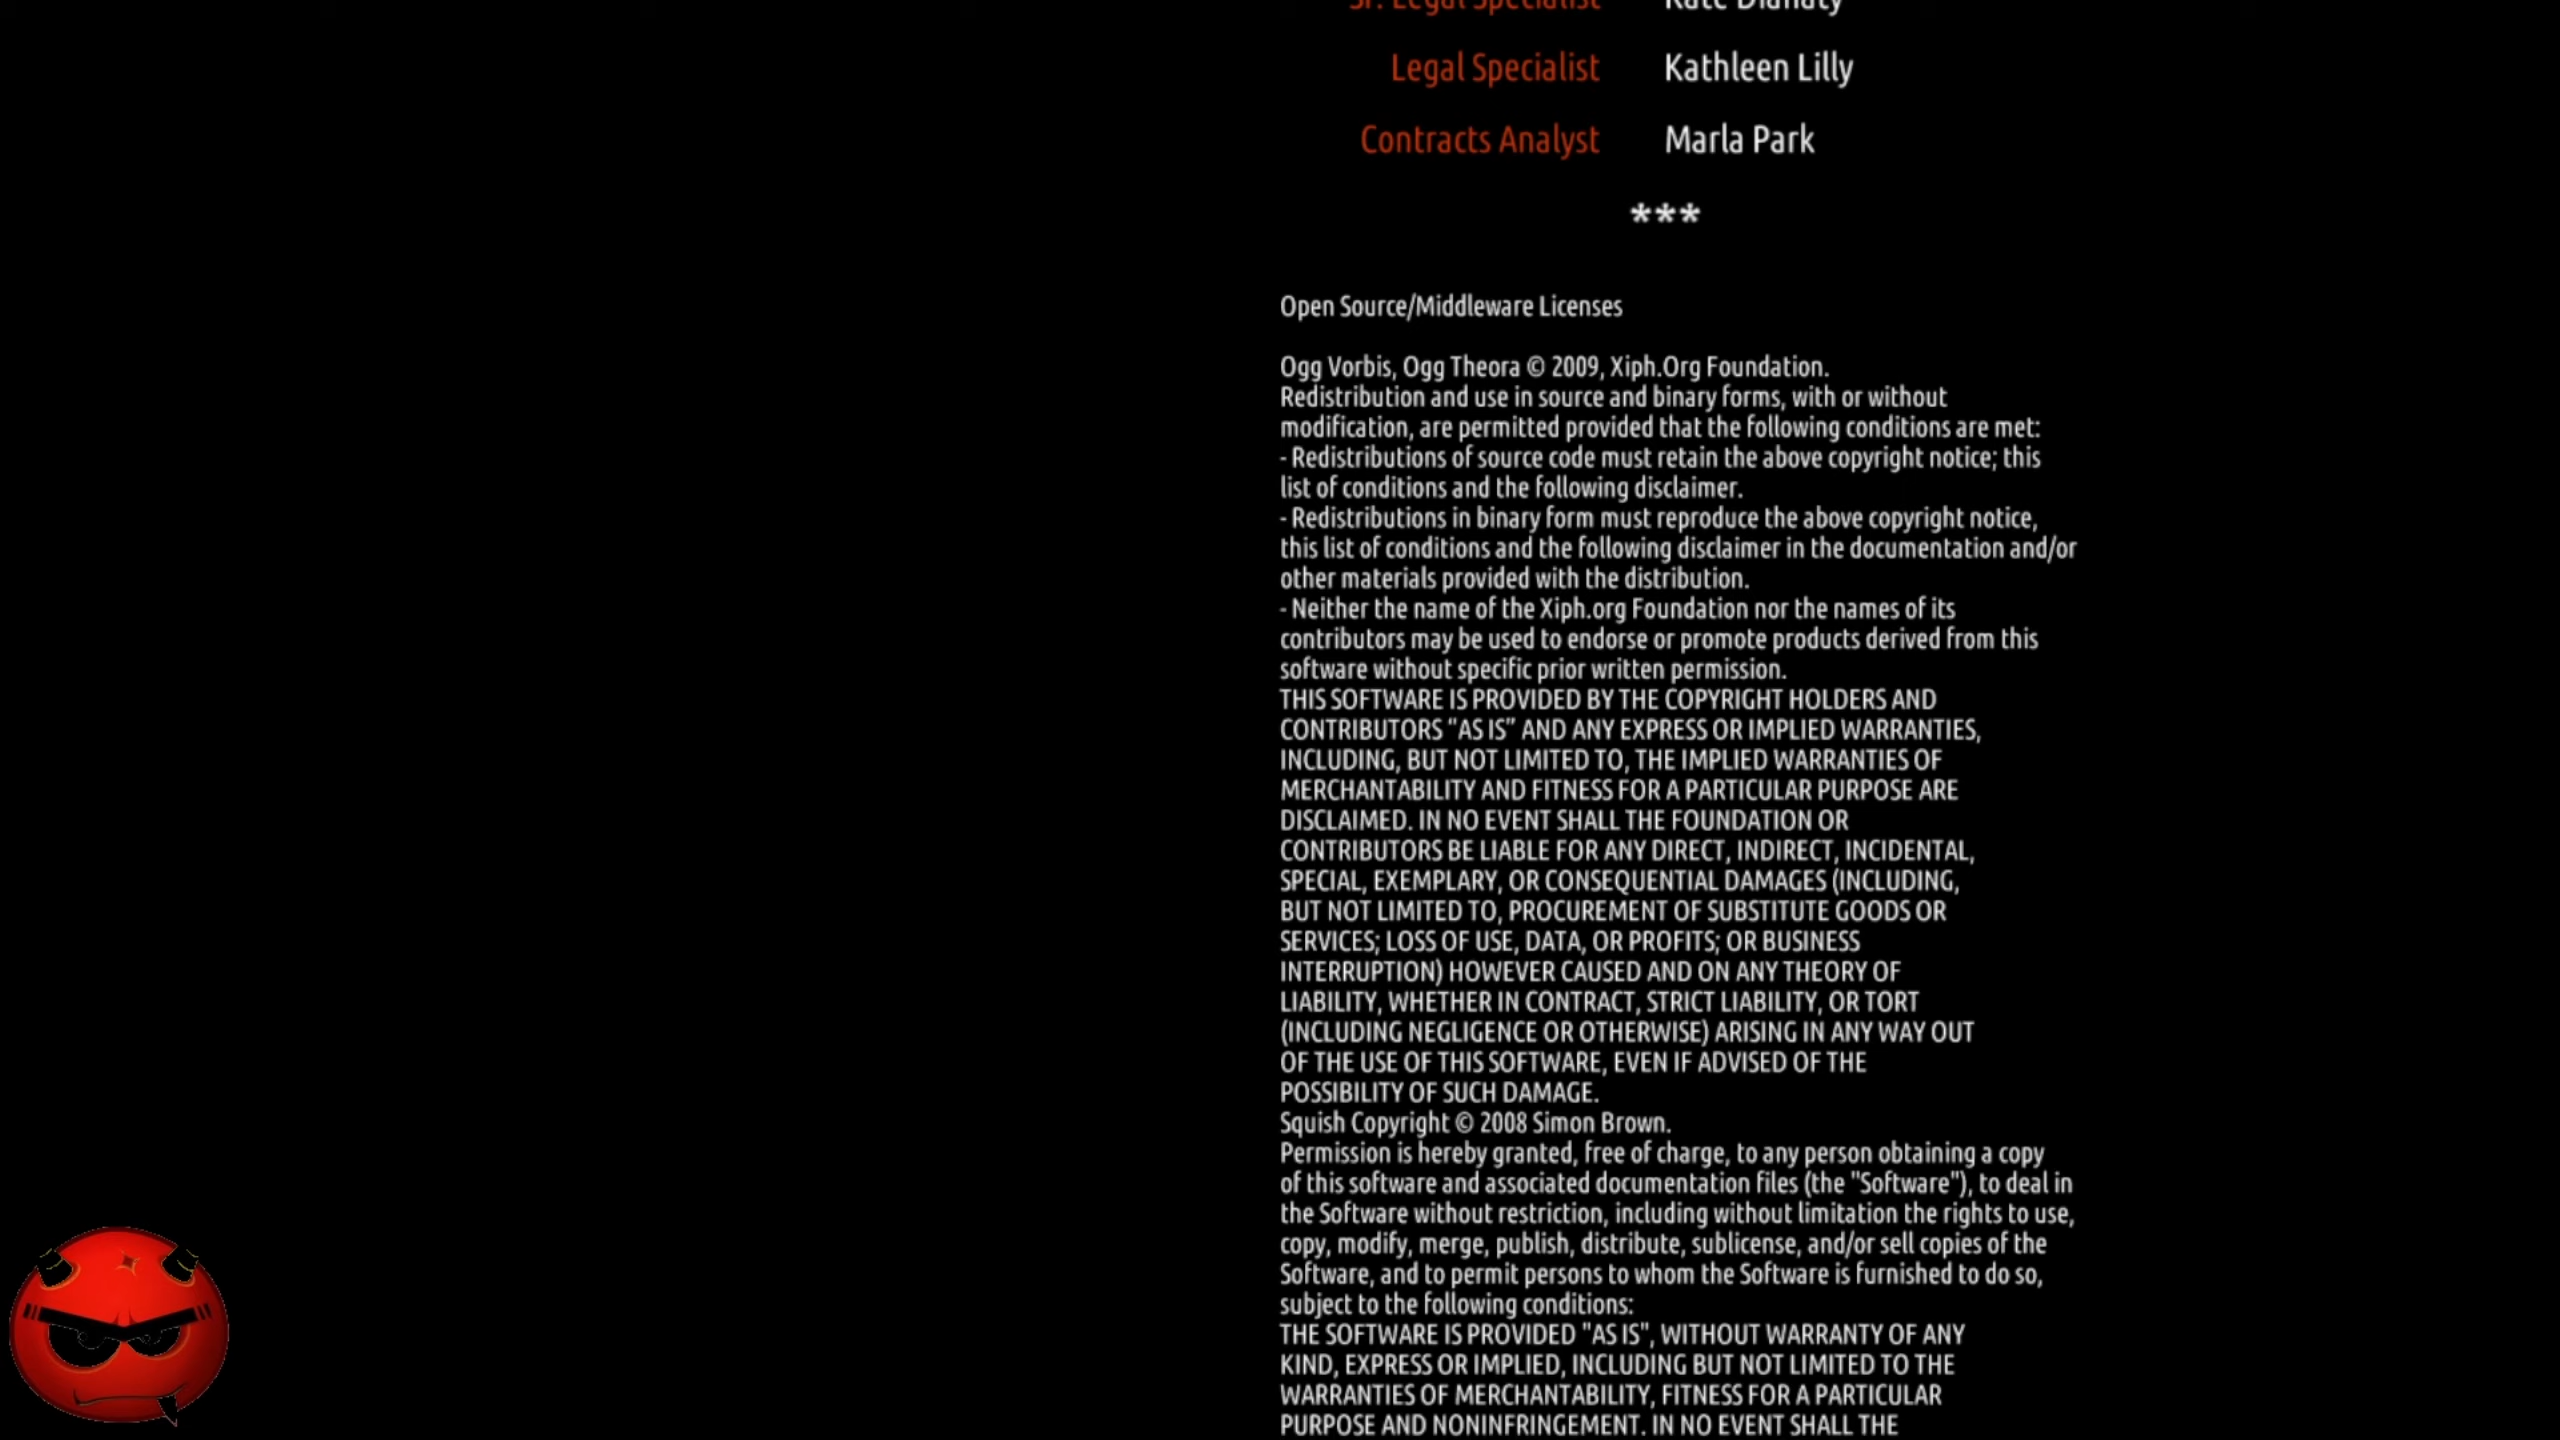 Sr. Legal Specialist Kate Dianaty
Legal Specialist Kathleen Lilly
Contracts Analyst Marla Park
***
Open Source/Middleware Licenses
Ogg Vorbis, Ogg Theora © 2009, Xiph.Org Foundation.
Redistribution and use in source and binary forms, with or without
modification, are permitted provided that the following conditions are met:
- Redistributions of source code must retain the above copyright notice; this
list of conditions and the following disclaimer.
- Redistributions in binary form must reproduce the above copyright notice,
this list of conditions and the following disclaimer in the documentation and/or
other materials provided with the distribution.
- Neither the name of the Xiph.org Foundation nor the names of its
contributors may be used to endorse or promote products derived from this
software without specific prior written permission.
THIS SOFTWARE IS PROVIDED BY THE COPYRIGHT HOLDERS AND
CONTRIBUTORS “AS IS” AND ANY EXPRESS OR IMPLIED WARRANTIES,
INCLUDING, BUT NOT LIMITED TO, THE IMPLIED WARRANTIES OF
MERCHANTABILITY AND FITNESS FOR A PARTICULAR PURPOSE ARE
DISCLAIMED. IN NO EVENT SHALL THE FOUNDATION OR
CONTRIBUTORS BE LIABLE FOR ANY DIRECT, INDIRECT, INCIDENTAL,
SPECIAL, EXEMPLARY, OR CONSEQUENTIAL DAMAGES (INCLUDING,
BUT NOT LIMITED TO, PROCUREMENT OF SUBSTITUTE GOODS OR
SERVICES; LOSS OF USE, DATA, OR PROFITS; OR BUSINESS
INTERRUPTION) HOWEVER CAUSED AND ON ANY THEORY OF
LIABILITY, WHETHER IN CONTRACT, STRICT LIABILITY, OR TORT
(INCLUDING NEGLIGENCE OR OTHERWISE) ARISING IN ANY WAY OUT
OF THE USE OF THIS SOFTWARE, EVEN IF ADVISED OF THE
POSSIBILITY OF SUCH DAMAGE.
Squish Copyright © 2008 Simon Brown.
Permission is hereby granted, free of charge, to any person obtaining a copy
of this software and associated documentation files (the "Software"), to deal in
the Software without restriction, including without limitation the rights to use,
copy, modify, merge, publish, distribute, sublicense, and/or sell copies of the
Software, and to permit persons to whom the Software is furnished to do so,
subject to the following conditions:
THE SOFTWARE IS PROVIDED "AS IS", WITHOUT WARRANTY OF ANY
KIND, EXPRESS OR IMPLIED, INCLUDING BUT NOT LIMITED TO THE
WARRANTIES OF MERCHANTABILITY, FITNESS FOR A PARTICULAR
PURPOSE AND NONINFRINGEMENT. IN NO EVENT SHALL THE